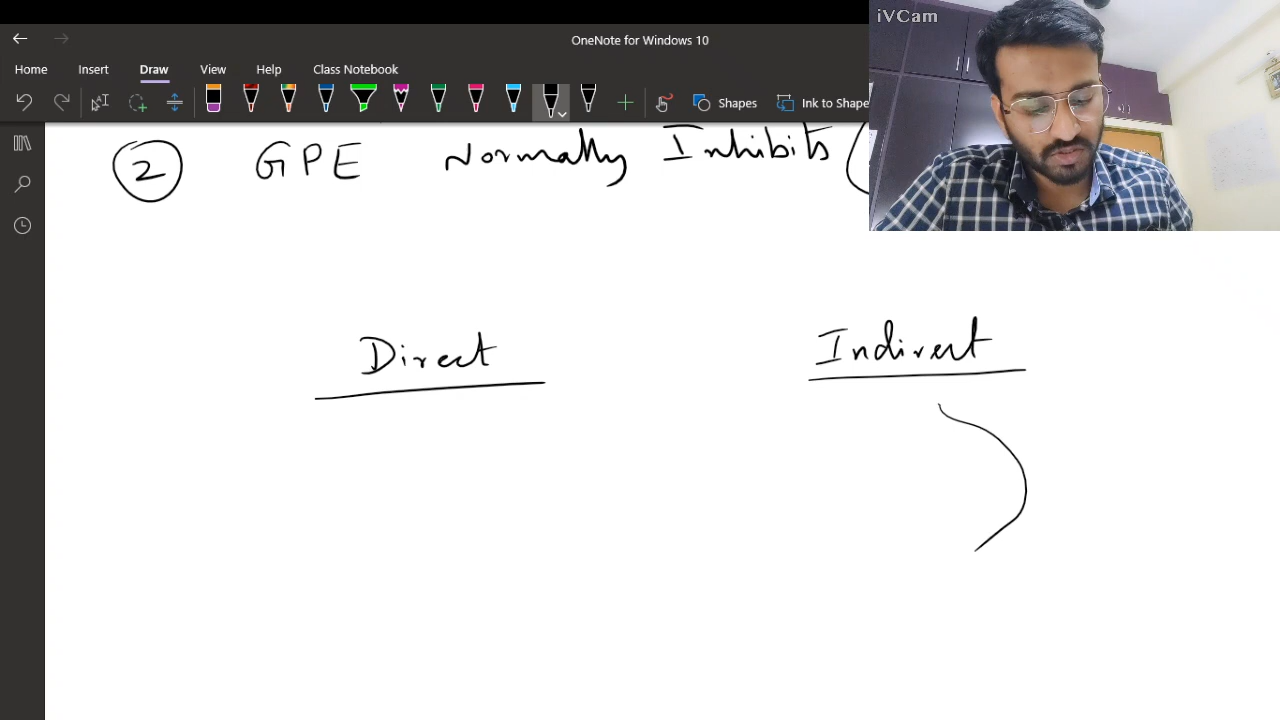 iVCam
OneNote for Windows 10
Home Insert Draw View Help Class Notebook
Shapes Ink to Shape
2 GPE Normally Inhibits (
Direct Indirect